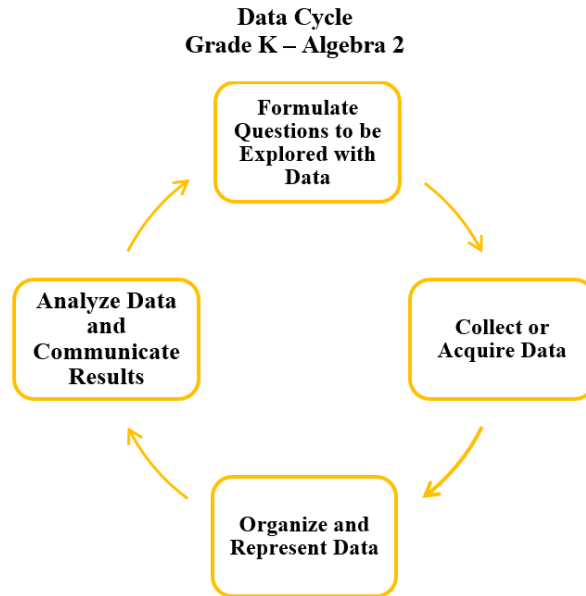 Data Cycle
Grade K – Algebra 2
Formulate
Questions to be
Explored with
Data
Collect or
Acquire Data
Organize and
Represent Data
Analyze Data
and
Communicate
Results